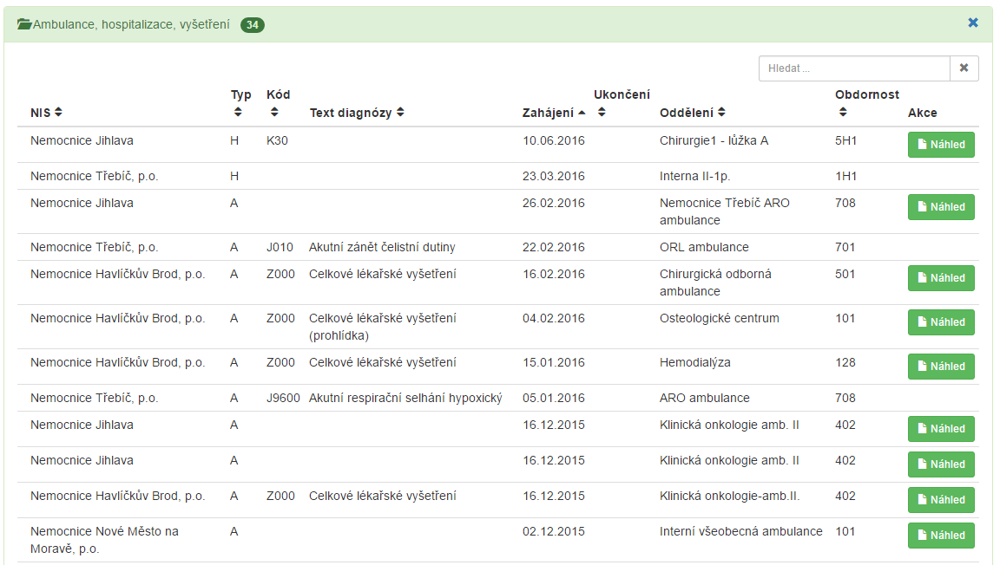 Ambulance, hospitalizace, vyšetření 34
Hledat ...
NIS Typ Kód Text diagnózy Zahájení Ukončení Oddělení Obdornost Akce
Nemocnice Jihlava H K30 10.06.2016 Chirurgie1 - lůžka A 5H1 Náhled
Nemocnice Třebíč, p.o. H 23.03.2016 Interna II-1p. 1H1
Nemocnice Jihlava A 26.02.2016 Nemocnice Třebíč ARO 708 Náhled
ambulance
Nemocnice Třebíč, p.o. A J010 Akutní zánět čelistní dutiny 22.02.2016 ORL ambulance 701
Nemocnice Havlíčkův Brod, p.o. A Z000 Celkové lékařské vyšetření 16.02.2016 Chirurgická odborná 501 Náhled
ambulance
Nemocnice Havlíčkův Brod, p.o. A Z000 Celkové lékařské vyšetření 04.02.2016 Osteologické centrum 101 Náhled
(prohlídka)
Nemocnice Havlíčkův Brod, p.o. A Z000 Celkové lékařské vyšetření 15.01.2016 Hemodialýza 128 Náhled
Nemocnice Třebíč, p.o. A J9600 Akutní respirační selhání hypoxický 05.01.2016 ARO ambulance 708
Nemocnice Jihlava A 16.12.2015 Klinická onkologie amb. II 402 Náhled
Nemocnice Jihlava A 16.12.2015 Klinická onkologie amb. II 402 Náhled
Nemocnice Havlíčkův Brod, p.o. A Z000 Celkové lékařské vyšetření 16.12.2015 Klinická onkologie-amb.II. 402 Náhled
Nemocnice Nové Město na A 02.12.2015 Interní všeobecná ambulance 101 Náhled
Moravě, p.o.